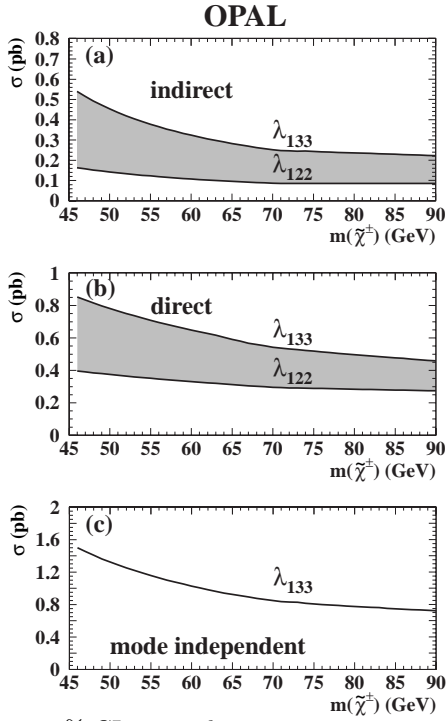 OPAL
σ (pb)
0.8
0.7
0.6
0.5
0.4
0.3
0.2
0.1
0
(a)
indirect
λ133
λ122
45 50 55 60 65 70 75 80 85 90
m(χ̃±) (GeV)
σ (pb)
1
0.8
0.6
0.4
0.2
0
(b)
direct
λ133
λ122
45 50 55 60 65 70 75 80 85 90
m(χ̃±) (GeV)
σ (pb)
2
1.6
1.2
0.8
0.4
0
(c)
λ133
mode independent
45 50 55 60 65 70 75 80 85 90
m(χ̃±) (GeV)